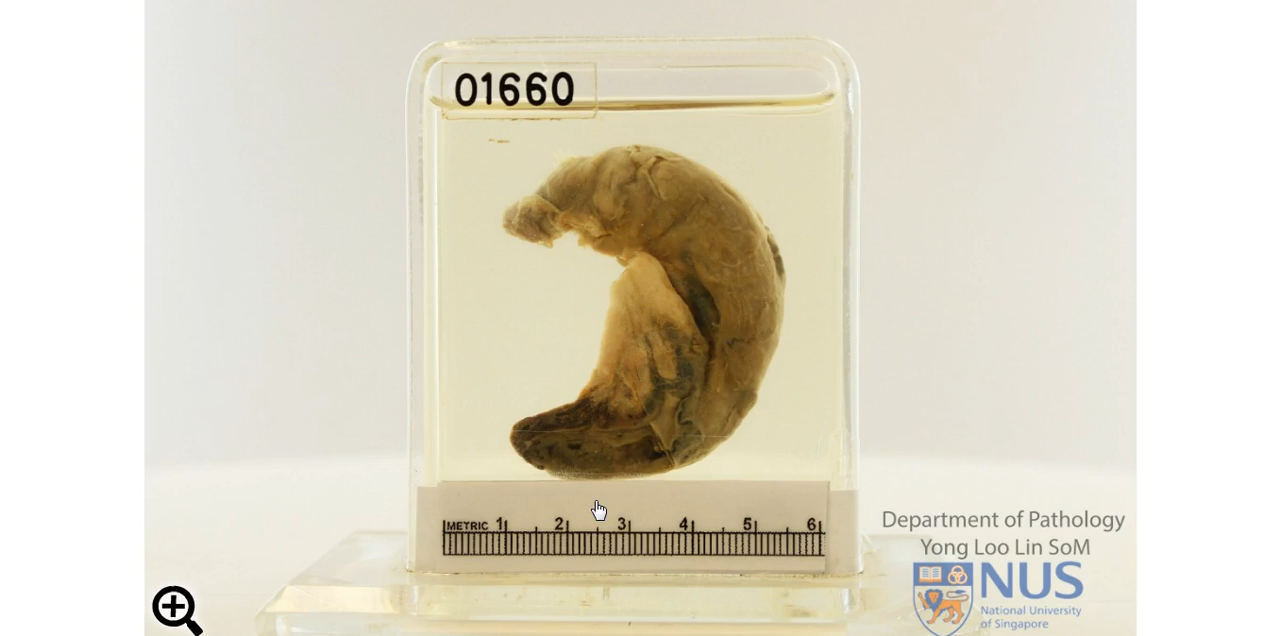 01660
METRIC 1 2 3 4 5 6
Department of Pathology
Yong Loo Lin SoM
NUS
National University
of Singapore